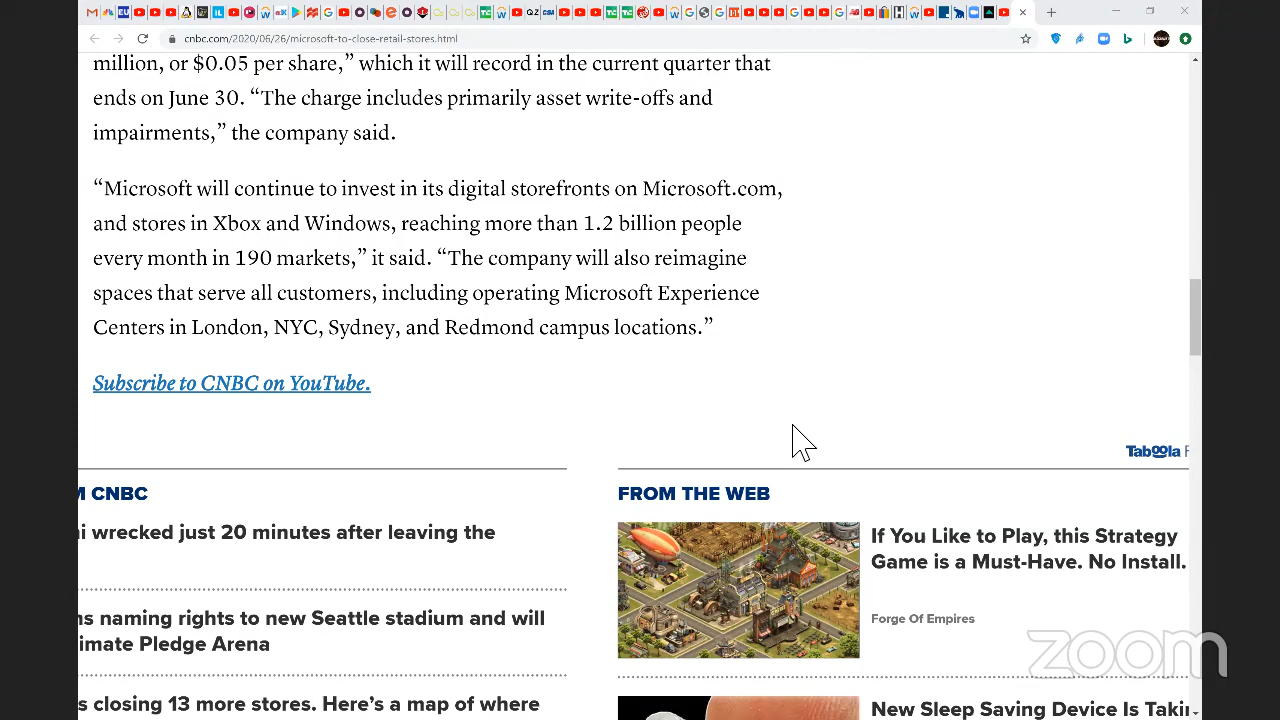 cnbc.com/2020/06/26/microsoft-to-close-retail-stores.html
million, or $0.05 per share,” which it will record in the current quarter that
ends on June 30. “The charge includes primarily asset write-offs and
impairments,” the company said.
“Microsoft will continue to invest in its digital storefronts on Microsoft.com,
and stores in Xbox and Windows, reaching more than 1.2 billion people
every month in 190 markets,” it said. “The company will also reimagine
spaces that serve all customers, including operating Microsoft Experience
Centers in London, NYC, Sydney, and Redmond campus locations.”
Subscribe to CNBC on YouTube.
Taboola F
M CNBC
i wrecked just 20 minutes after leaving the
ns naming rights to new Seattle stadium and will
imate Pledge Arena
s closing 13 more stores. Here’s a map of where
FROM THE WEB
If You Like to Play, this Strategy
Game is a Must-Have. No Install.
Forge Of Empires
New Sleep Saving Device Is Taki
zoom